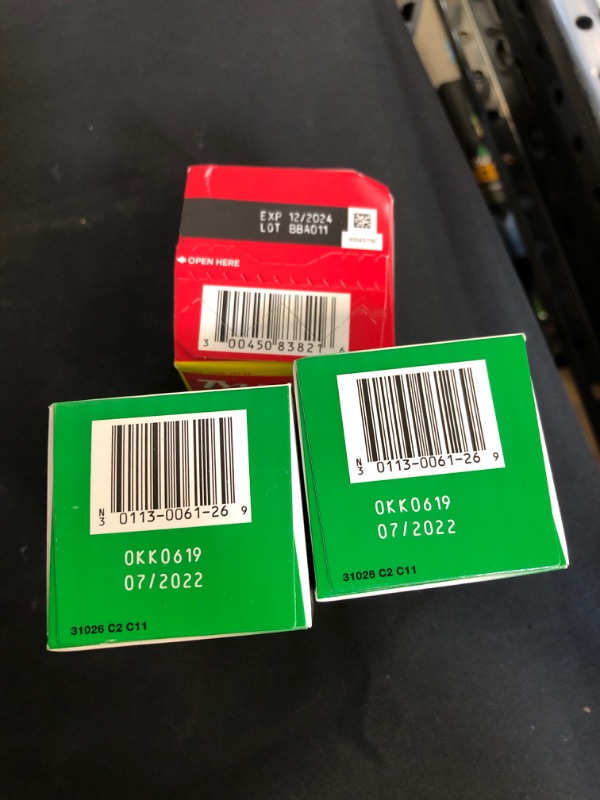 EXP 12/2024
LOT BBA011
OPEN HERE
3 00450 83821 6
N
3 0113-0061-26 9
0KK0619
07/2022
31026 C2 C11
N
3 0113-0061-26 9
0KK0619
07/2022
31026 C2 C11